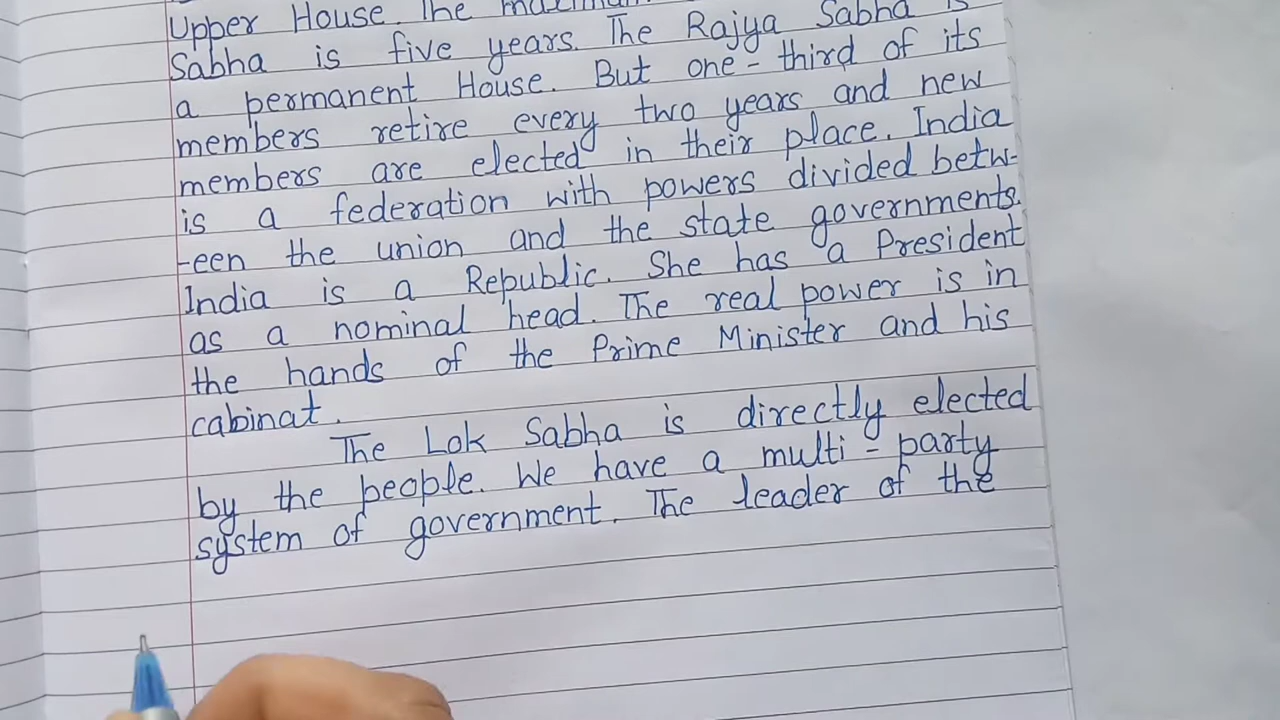 Upper House. The maximum
Sabha is five years. The Rajya Sabha is
a permanent House. But one - third of its
members retire every two years and new
members are elected in their place. India
is a federation with powers divided betw-
-een the union and the state governments.
India is a Republic. She has a President
as a nominal head. The real power is in
the hands of the Prime Minister and his
cabinat.
The Lok Sabha is directly elected
by the people. We have a multi - party
system of government. The leader of the